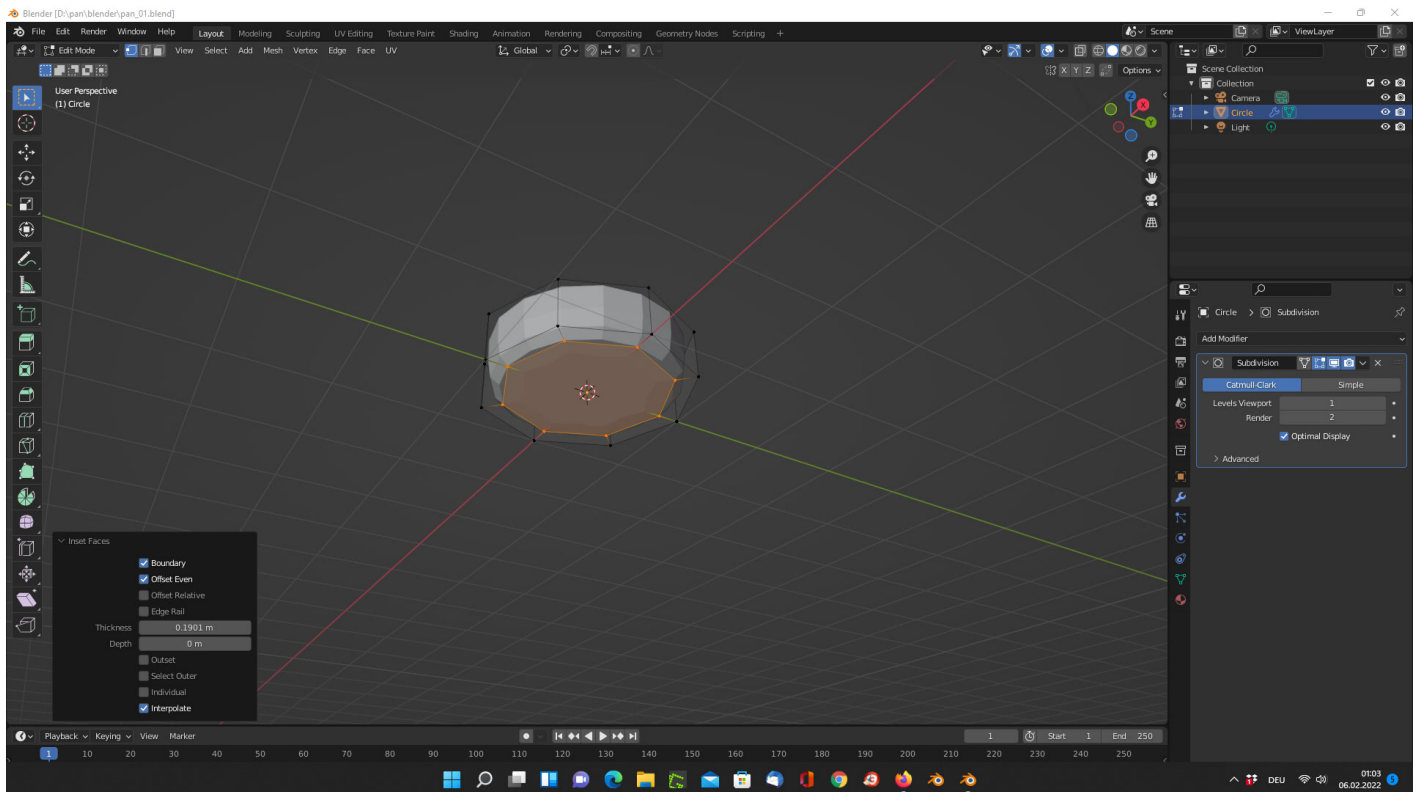 Blender [D:\pan\blender\pan_01.blend]
File Edit Render Window Help Layout Modeling Sculpting UV Editing Texture Paint Shading Animation Rendering Compositing Geometry Nodes Scripting + Scene ViewLayer
Edit Mode View Select Add Mesh Vertex Edge Face UV Global
X Y Z Options
User Perspective
(1) Circle
Z
X
Y
Scene Collection
Collection
Camera
Circle
Light
Circle > Subdivision
Add Modifier
Subdivision
Catmull-Clark Simple
Levels Viewport 1
Render 2
Optimal Display
Advanced
Inset Faces
Boundary
Offset Even
Offset Relative
Edge Rail
Thickness 0.1901 m
Depth 0 m
Outset
Select Outer
Individual
Interpolate
Playback Keying View Marker 1 Start 1 End 250
1 10 20 30 40 50 60 70 80 90 100 110 120 130 140 150 160 170 180 190 200 210 220 230 240 250
DEU 01:03 5
06.02.2022